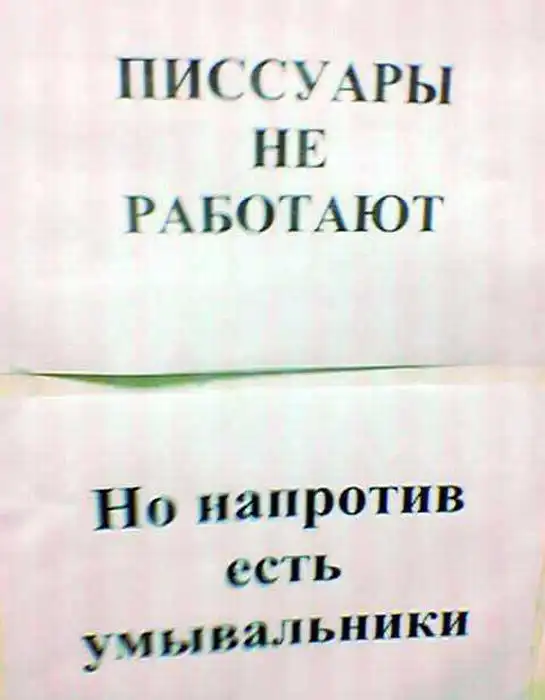 ПИССУАРЫ
НЕ
РАБОТАЮТ
Но напротив
есть
умывальники